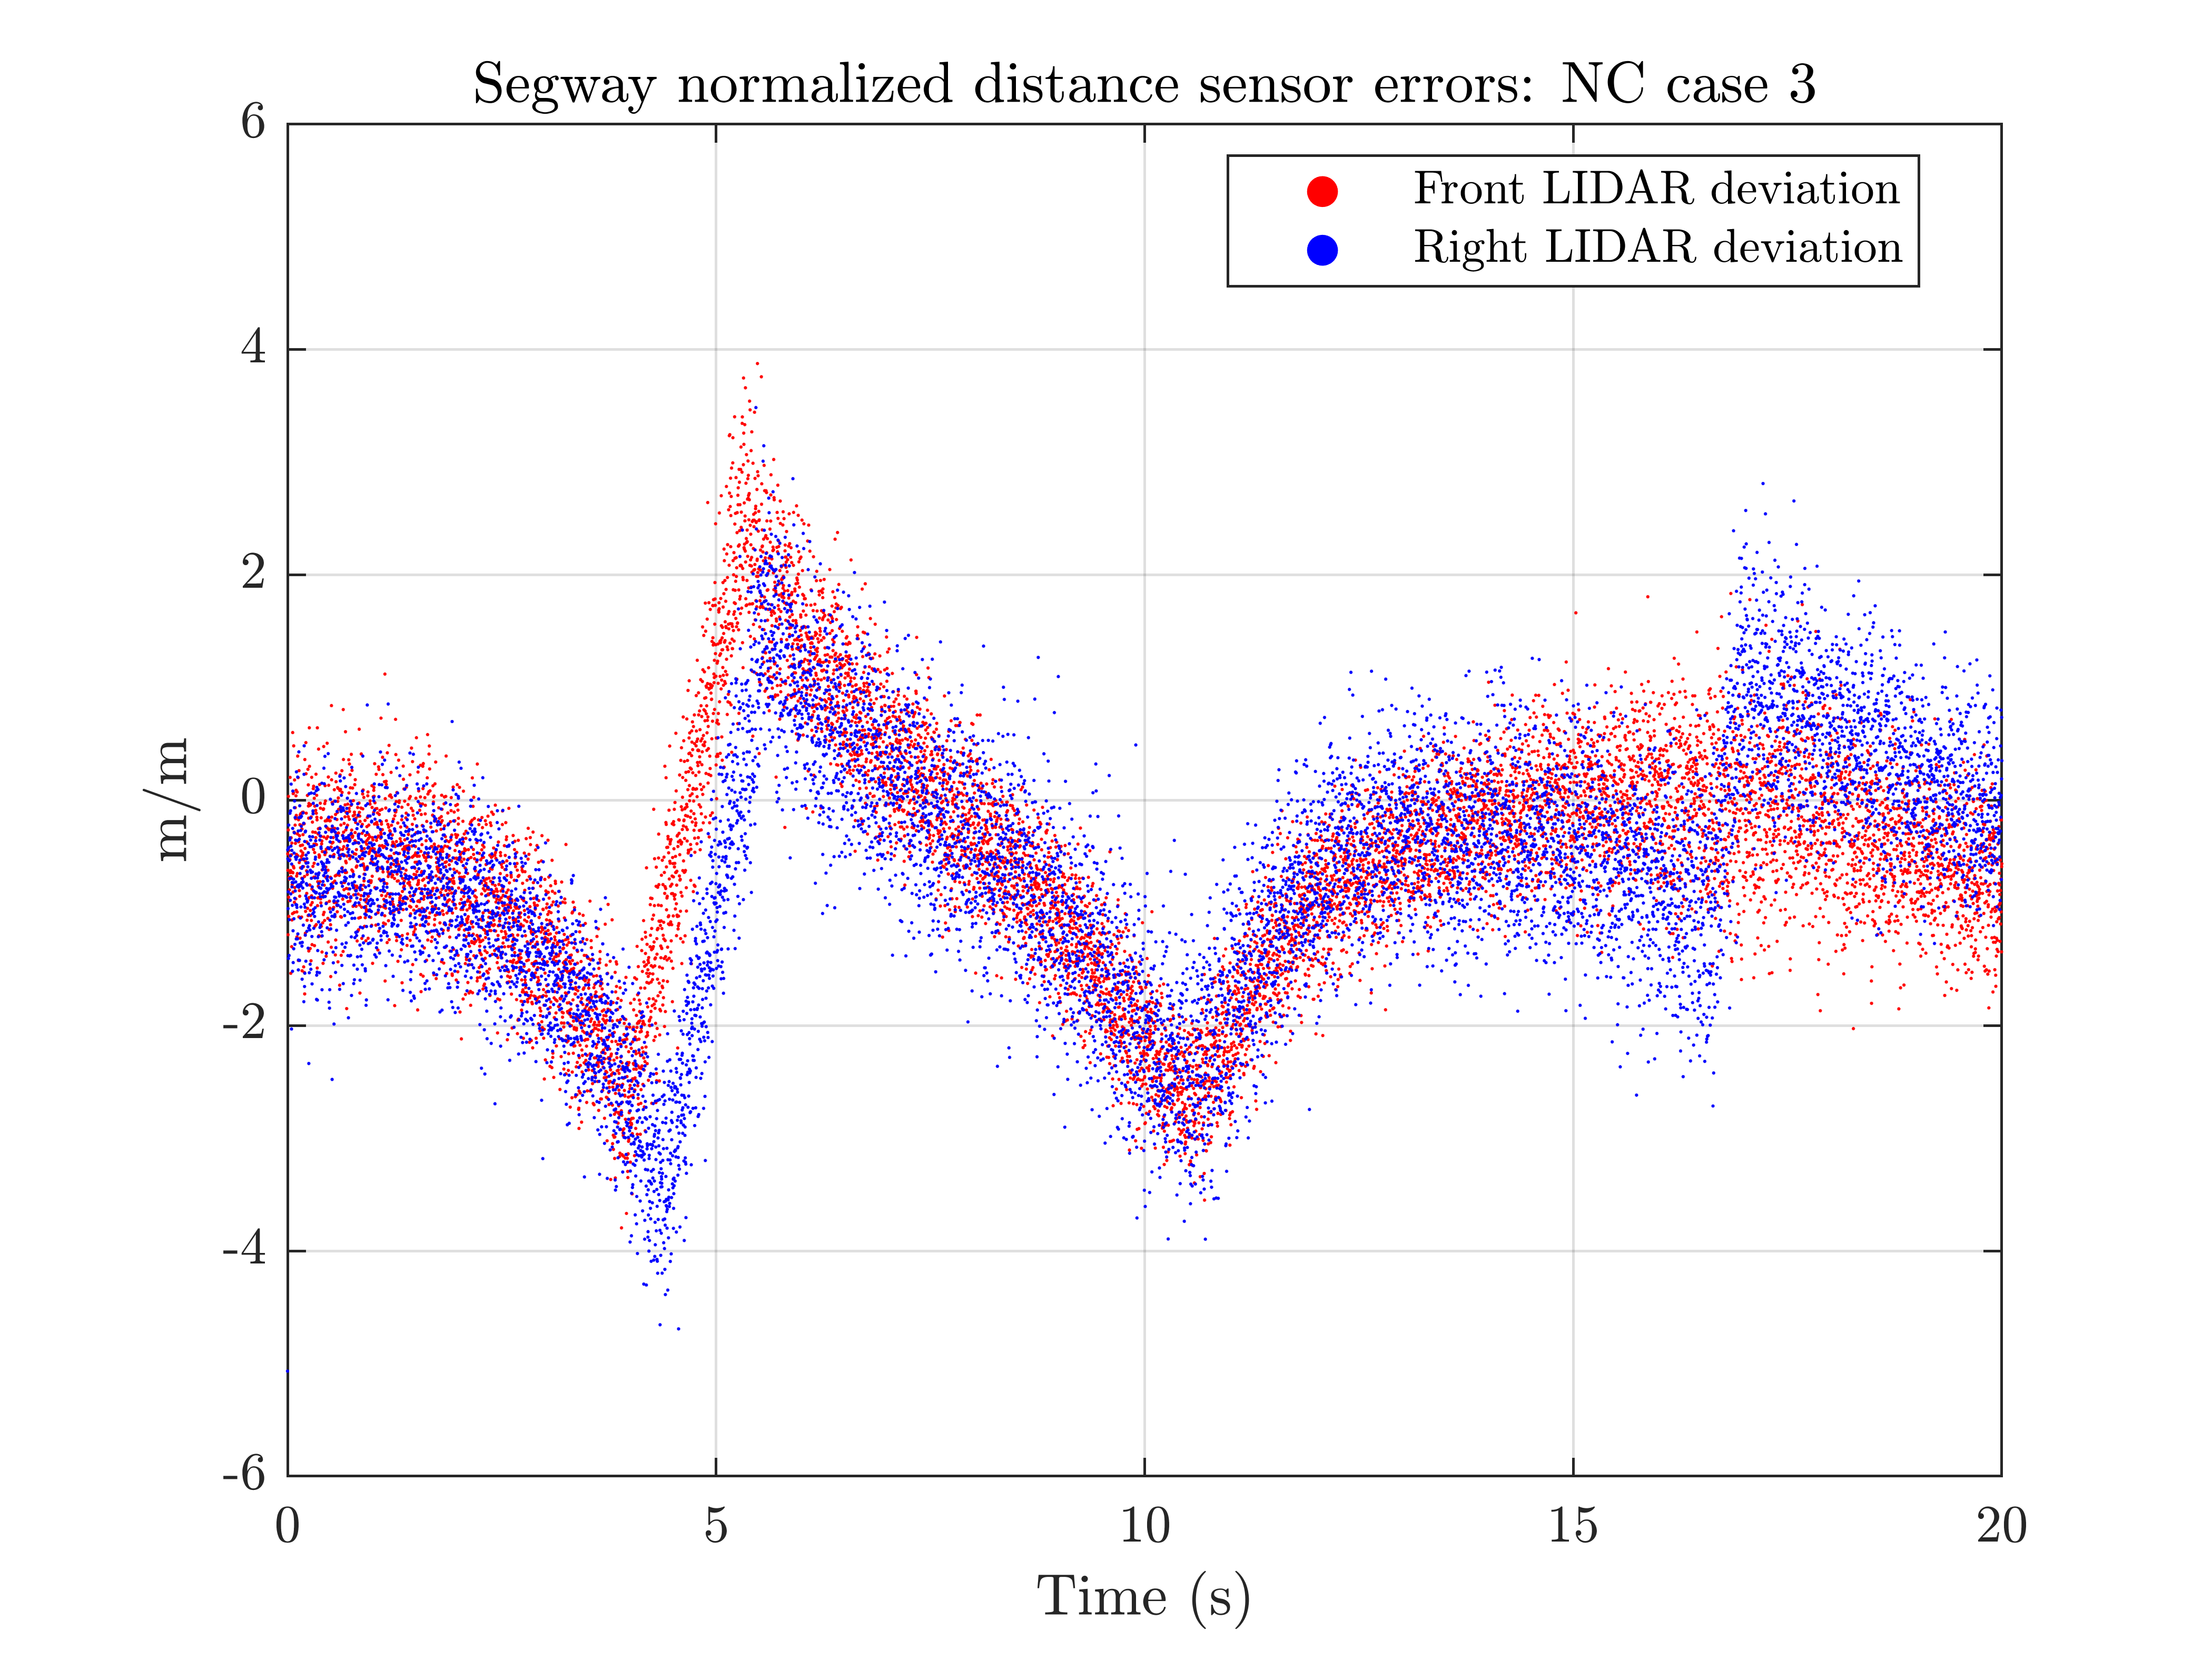 Segway normalized distance sensor errors: NC case 3
Front LIDAR deviation
Right LIDAR deviation
6
4
2
0
-2
-4
-6
m/m
0 5 10 15 20
Time (s)